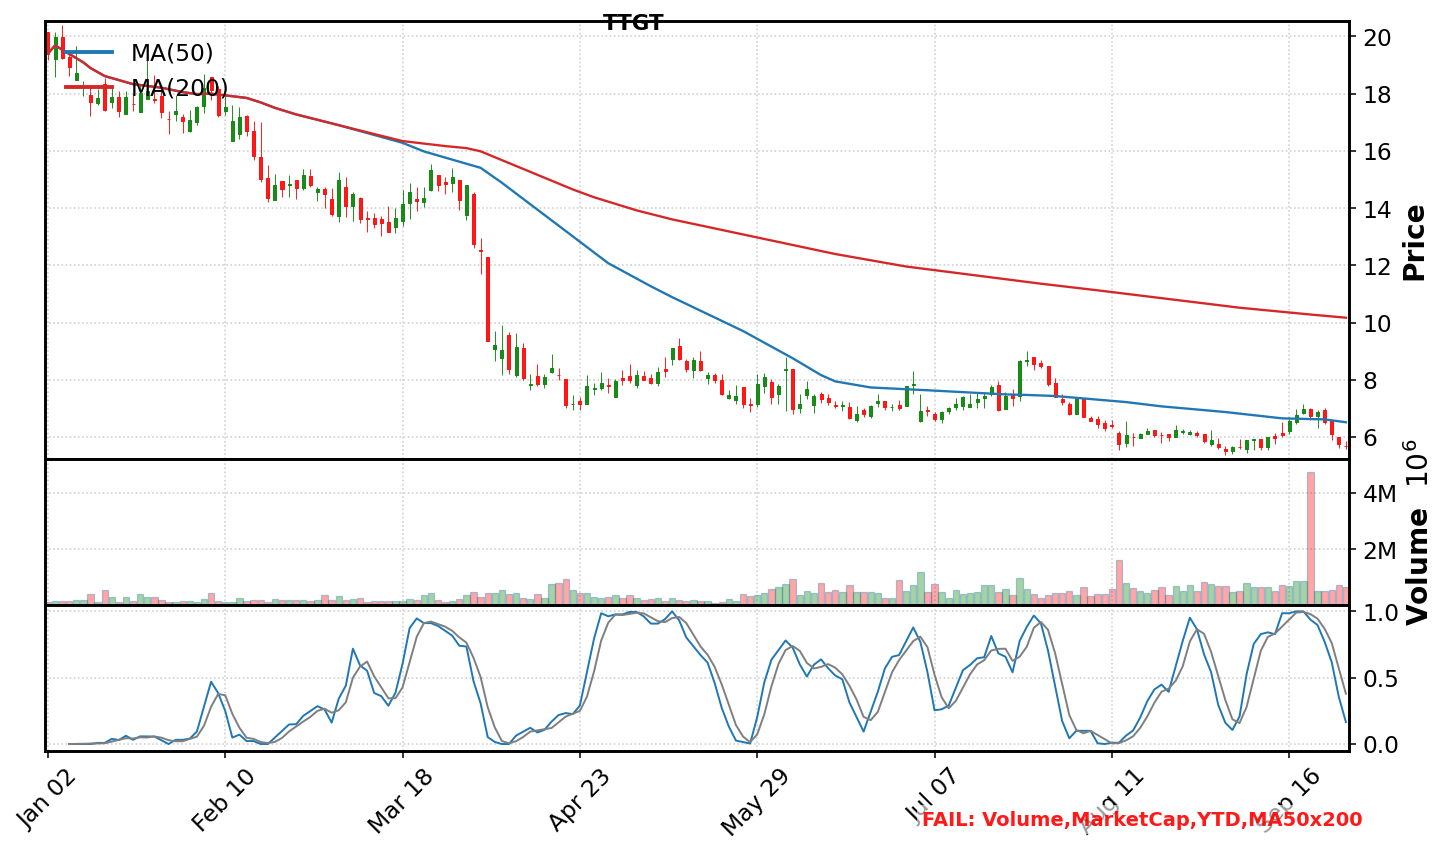 TTGT
MA(50)
MA(200)
20
18
16
14
12
10
8
6
Price
4M
2M
Volume 10^6
1.0
0.5
0.0
Jan 02
Feb 10
Mar 18
Apr 23
May 29
Jul 07
Aug 11
Sep 16
FAIL: Volume,MarketCap,YTD,MA50x200